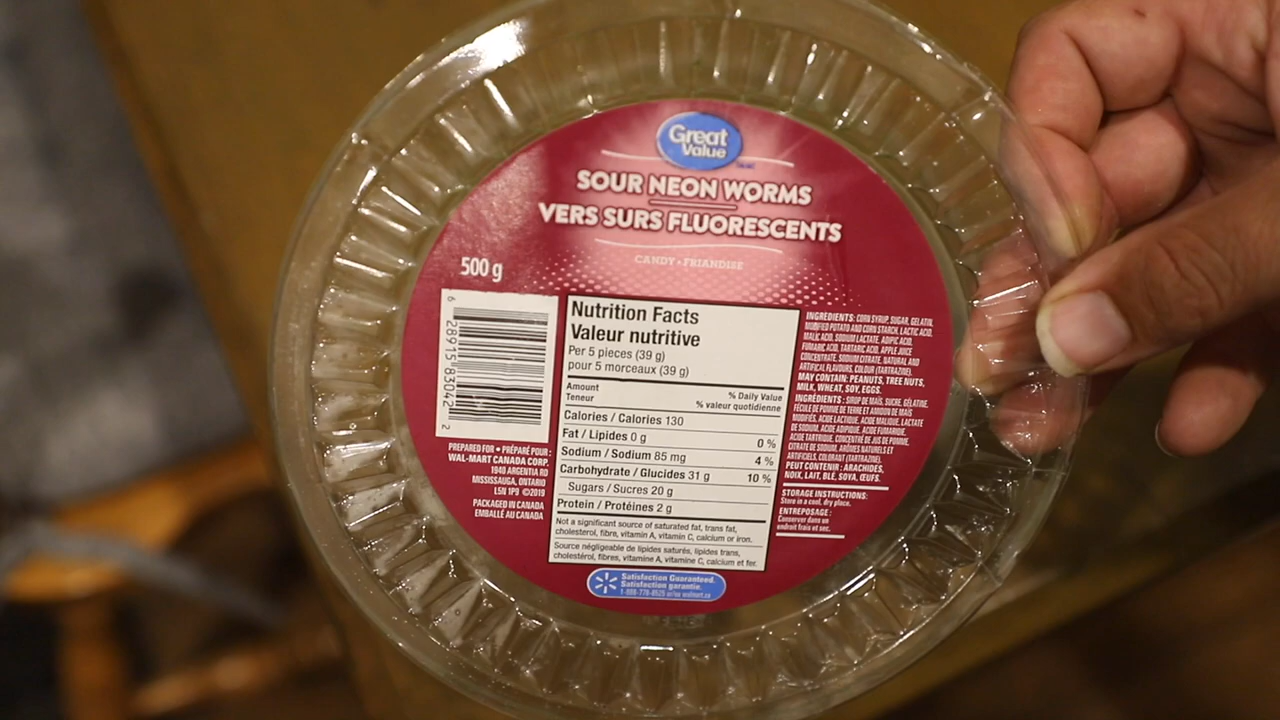 Great
Value
SOUR NEON WORMS
VERS SURS FLUORESCENTS
CANDY • FRIANDISE
500 g
6 28915 83042 2
PREPARED FOR • PRÉPARÉ POUR :
WAL-MART CANADA CORP.
1940 ARGENTIA RD
MISSISSAUGA, ONTARIO
L5N 1P9 ©2019
PACKAGED IN CANADA
EMBALLÉ AU CANADA
Nutrition Facts
Valeur nutritive
Per 5 pieces (39 g)
pour 5 morceaux (39 g)
Amount
Teneur
% Daily Value
% valeur quotidienne
Calories / Calories 130
Fat / Lipides 0 g 0 %
Sodium / Sodium 85 mg 4 %
Carbohydrate / Glucides 31 g 10 %
Sugars / Sucres 20 g
Protein / Protéines 2 g
Not a significant source of saturated fat, trans fat,
cholesterol, fibre, vitamin A, vitamin C, calcium or iron.
Source négligeable de lipides saturés, lipides trans,
cholestérol, fibres, vitamine A, vitamine C, calcium et fer.
INGREDIENTS: CORN SYRUP, SUGAR, GELATIN,
MODIFIED POTATO AND CORN STARCH, LACTIC ACID,
MALIC ACID, SODIUM LACTATE, ADIPIC ACID,
FUMARIC ACID, TARTARIC ACID, APPLE JUICE
CONCENTRATE, SODIUM CITRATE, NATURAL AND
ARTIFICIAL FLAVOURS, COLOUR (TARTRAZINE).
MAY CONTAIN: PEANUTS, TREE NUTS,
MILK, WHEAT, SOY, EGGS.
INGRÉDIENTS : SIROP DE MAÏS, SUCRE, GÉLATINE,
FÉCULE DE POMME DE TERRE ET AMIDON DE MAÏS
MODIFIÉS, ACIDE LACTIQUE, ACIDE MALIQUE, LACTATE
DE SODIUM, ACIDE ADIPIQUE, ACIDE FUMARIQUE,
ACIDE TARTRIQUE, CONCENTRÉ DE JUS DE POMME,
CITRATE DE SODIUM, ARÔMES NATURELS ET
ARTIFICIELS, COLORANT (TARTRAZINE).
PEUT CONTENIR : ARACHIDES,
NOIX, LAIT, BLÉ, SOYA, ŒUFS.
STORAGE INSTRUCTIONS:
Store in a cool, dry place.
ENTREPOSAGE :
Conserver dans un
endroit frais et sec.
Satisfaction Guaranteed.
Satisfaction garantie.
walmart.ca